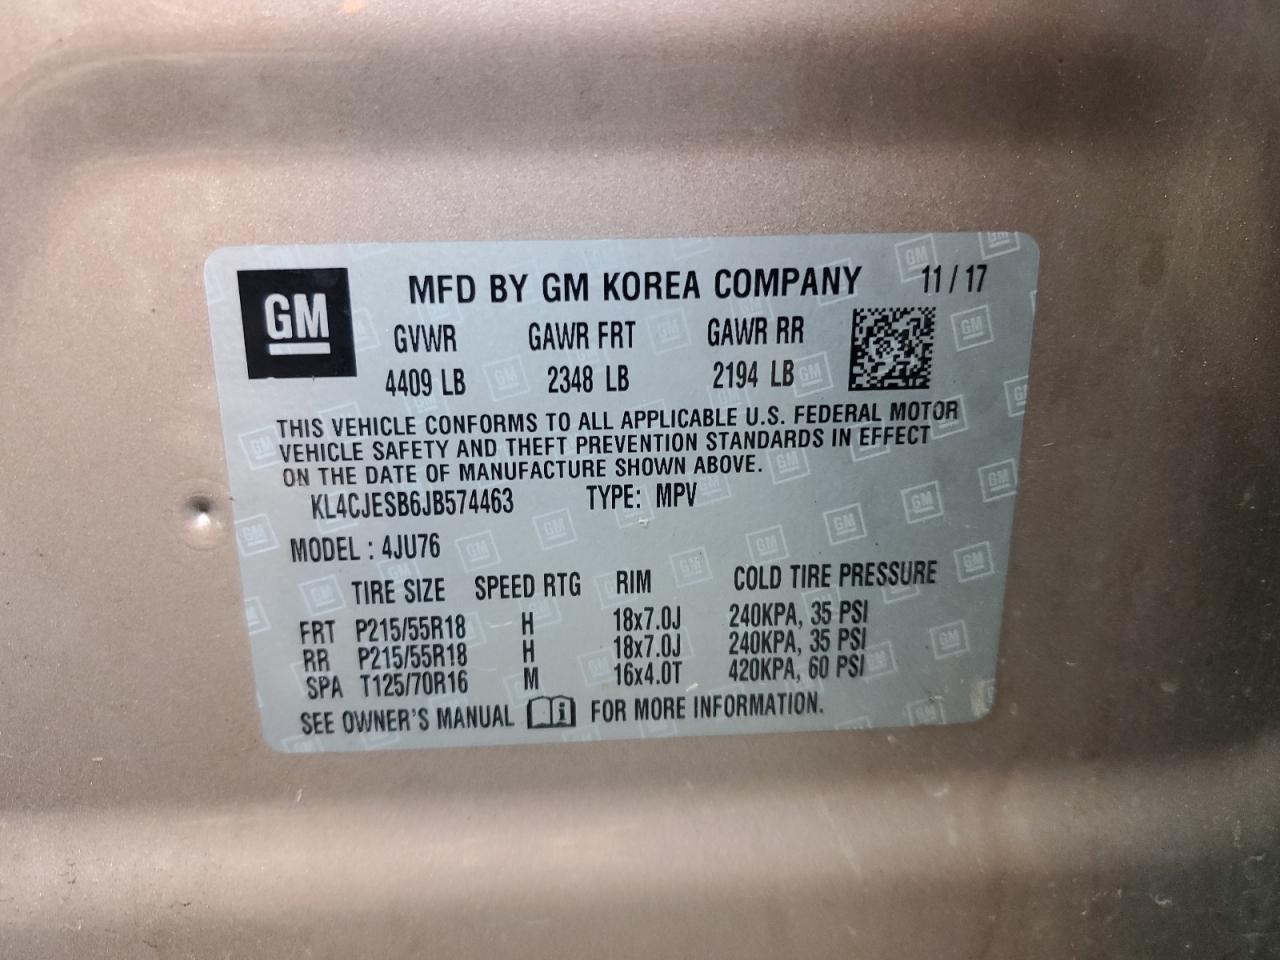 GM
MFD BY GM KOREA COMPANY 11 / 17
GVWR GAWR FRT GAWR RR
4409 LB 2348 LB 2194 LB
THIS VEHICLE CONFORMS TO ALL APPLICABLE U.S. FEDERAL MOTOR
VEHICLE SAFETY AND THEFT PREVENTION STANDARDS IN EFFECT
ON THE DATE OF MANUFACTURE SHOWN ABOVE.
KL4CJESB6JB574463 TYPE: MPV
MODEL : 4JU76
TIRE SIZE SPEED RTG RIM COLD TIRE PRESSURE
FRT P215/55R18 H 18x7.0J 240KPA, 35 PSI
RR P215/55R18 H 18x7.0J 240KPA, 35 PSI
SPA T125/70R16 M 16x4.0T 420KPA, 60 PSI
SEE OWNER'S MANUAL i FOR MORE INFORMATION.